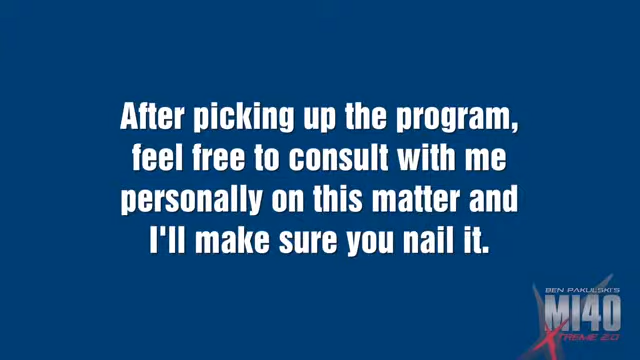 After picking up the program,
feel free to consult with me
personally on this matter and
I'll make sure you nail it.
BEN PAKULSKI'S
MI40
XTREME 2.0